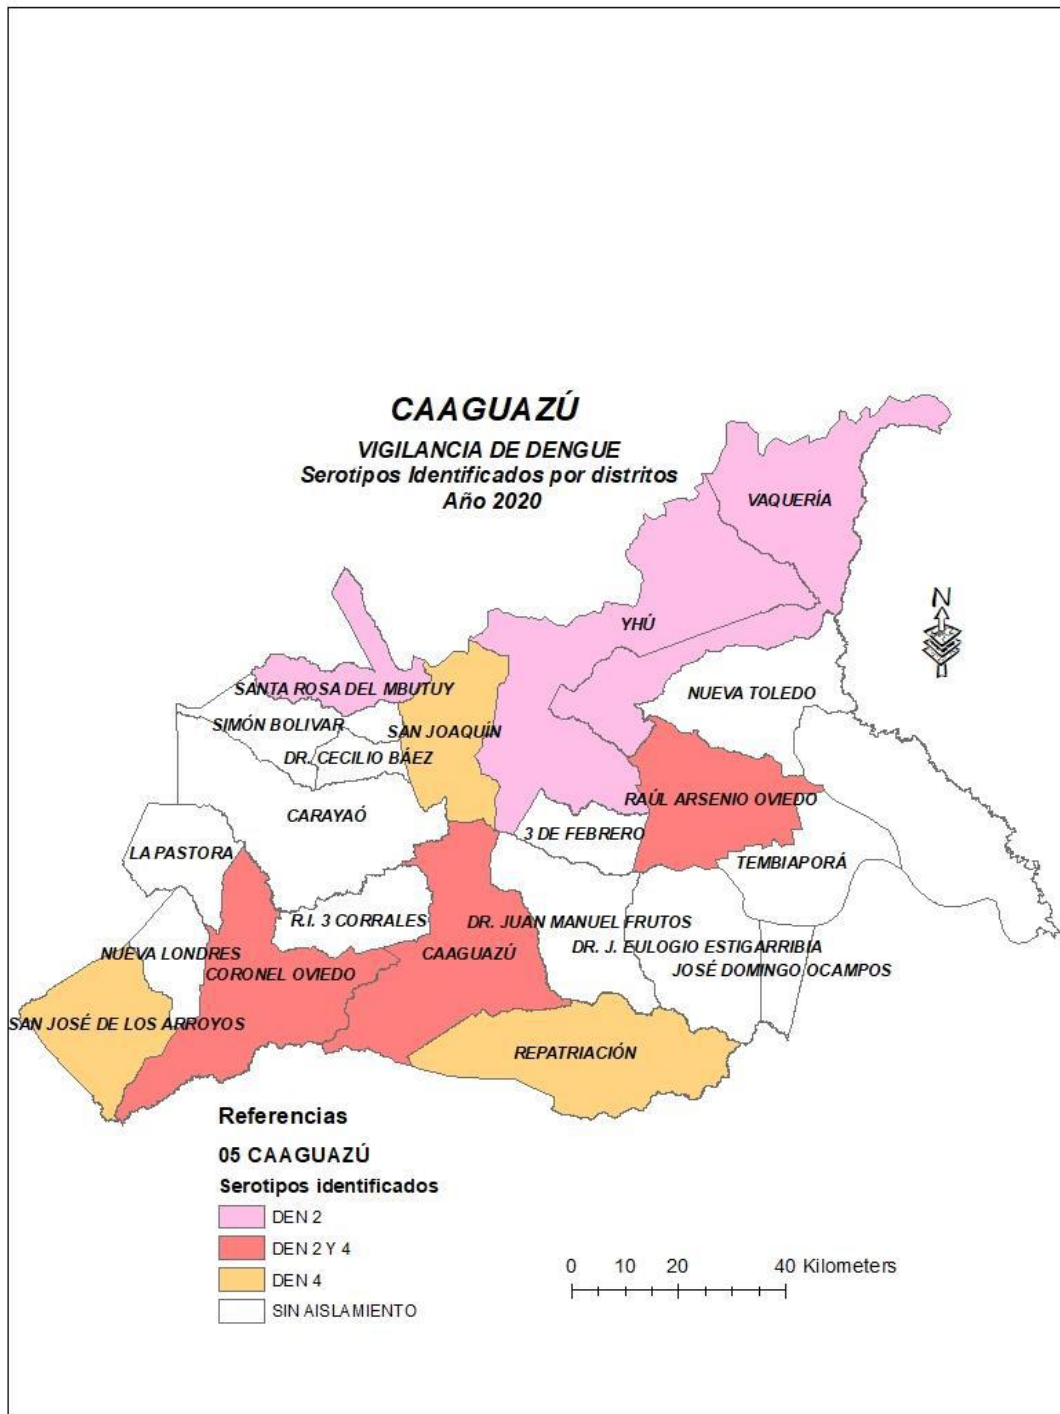 CAAGUAZÚ
VIGILANCIA DE DENGUE
Serotipos Identificados por distritos
Año 2020
VAQUERÍA
N
YHÚ
SANTA ROSA DEL MBUTUY
NUEVA TOLEDO
SIMÓN BOLIVAR
SAN JOAQUÍN
DR. CECILIO BÁEZ
RAÚL ARSENIO OVIEDO
CARAYAÓ
3 DE FEBRERO
LA PASTORA
TEMBIAPORÁ
R.I. 3 CORRALES
DR. JUAN MANUEL FRUTOS
DR. J. EULOGIO ESTIGARRIBIA
NUEVA LONDRES
CAAGUAZÚ
CORONEL OVIEDO
JOSÉ DOMINGO OCAMPOS
SAN JOSÉ DE LOS ARROYOS
REPATRIACIÓN
Referencias
05 CAAGUAZÚ
Serotipos identificados
DEN 2
DEN 2 Y 4
DEN 4
SIN AISLAMIENTO
0 10 20 40 Kilometers